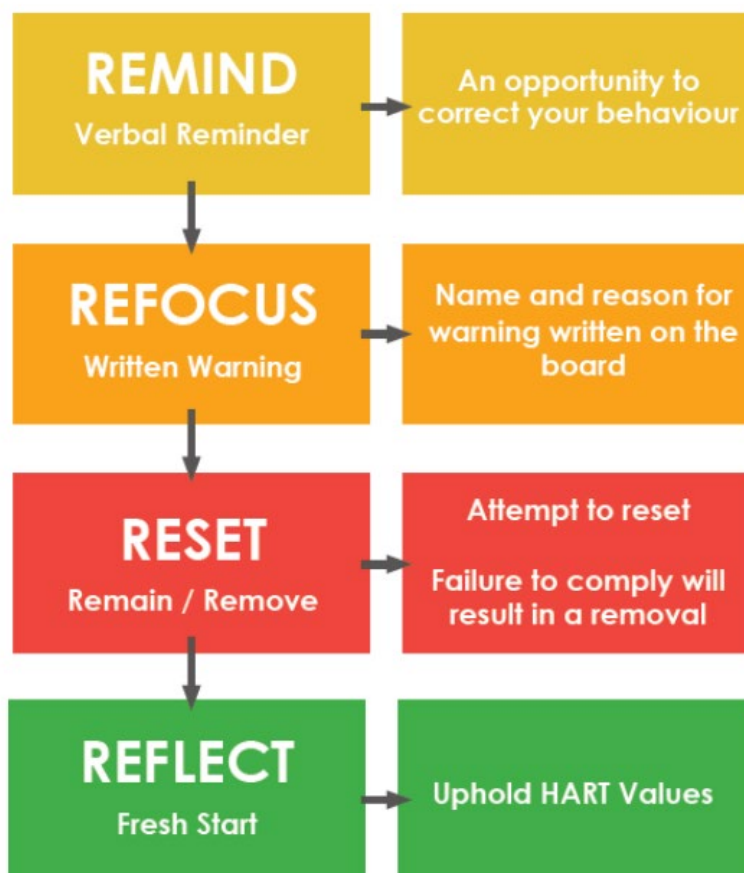 REMIND
Verbal Reminder
An opportunity to
correct your behaviour
REFOCUS
Written Warning
Name and reason for
warning written on the
board
RESET
Remain / Remove
Attempt to reset
Failure to comply will
result in a removal
REFLECT
Fresh Start
Uphold HART Values